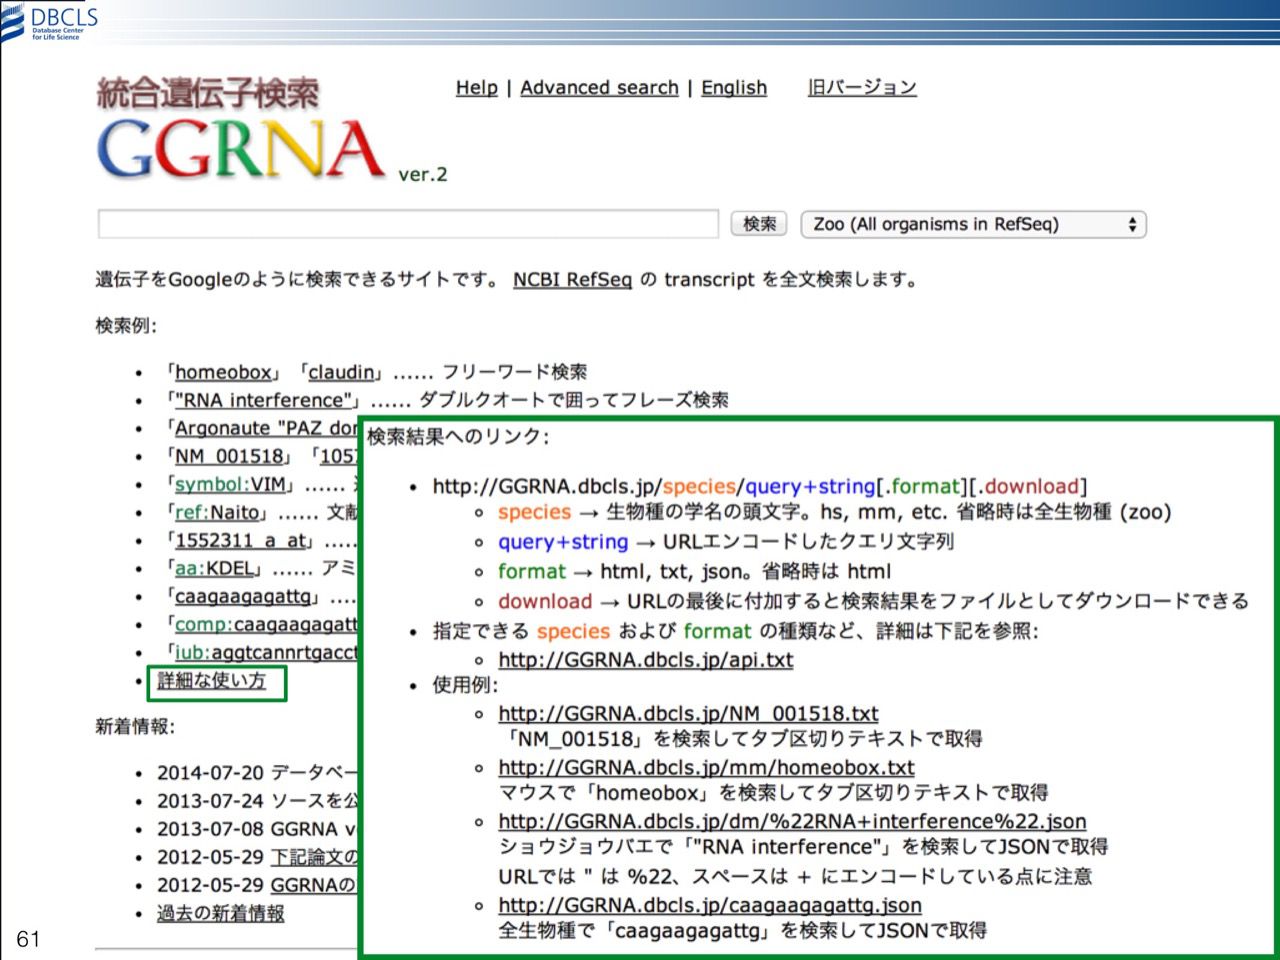 DBCLS
Database Center
for Life Science
統合遺伝子検索
GGRNA ver.2
Help | Advanced search | English 旧バージョン
検索 Zoo (All organisms in RefSeq)
遺伝子をGoogleのように検索できるサイトです。 NCBI RefSeq の transcript を全文検索します。
検索例:
• 「homeobox」 「claudin」 ...... フリーワード検索
• 「"RNA interference"」 ...... ダブルクオートで囲ってフレーズ検索
• 「Argonaute "PAZ
• 「NM_001518」 「105
• 「symbol:VIM」 ......
• 「ref:Naito」 ...... 文献
• 「1552311_a_at」 .....
• 「aa:KDEL」 ...... アミ
• 「caagaagagattg」 ....
• 「comp:caagaagagatt
• 「iub:aggtcannrtgacct
• 詳細な使い方
新着情報:
• 2014-07-20 データベー
• 2013-07-24 ソースを公
• 2013-07-08 GGRNA v
• 2012-05-29 下記論文の
• 2012-05-29 GGRNAの
• 過去の新着情報
検索結果へのリンク:
• http://GGRNA.dbcls.jp/species/query+string[.format][.download]
species → 生物種の学名の頭文字。hs, mm, etc. 省略時は全生物種 (zoo)
query+string → URLエンコードしたクエリ文字列
format → html, txt, json。省略時は html
download → URLの最後に付加すると検索結果をファイルとしてダウンロードできる
• 指定できる species および format の種類など、詳細は下記を参照:
http://GGRNA.dbcls.jp/api.txt
• 使用例:
http://GGRNA.dbcls.jp/NM_001518.txt
「NM_001518」を検索してタブ区切りテキストで取得
http://GGRNA.dbcls.jp/mm/homeobox.txt
マウスで「homeobox」を検索してタブ区切りテキストで取得
http://GGRNA.dbcls.jp/dm/%22RNA+interference%22.json
ショウジョウバエで「"RNA interference"」を検索してJSONで取得
URLでは " は %22、スペースは + にエンコードしている点に注意
http://GGRNA.dbcls.jp/caagaagagattg.json
全生物種で「caagaagagattg」を検索してJSONで取得
61